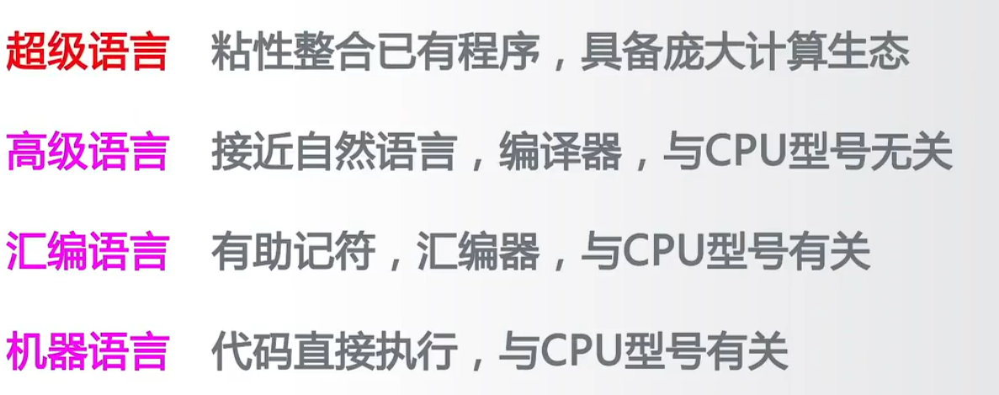 超级语言 粘性整合已有程序，具备庞大计算生态
高级语言 接近自然语言，编译器，与CPU型号无关
汇编语言 有助记符，汇编器，与CPU型号有关
机器语言 代码直接执行，与CPU型号有关